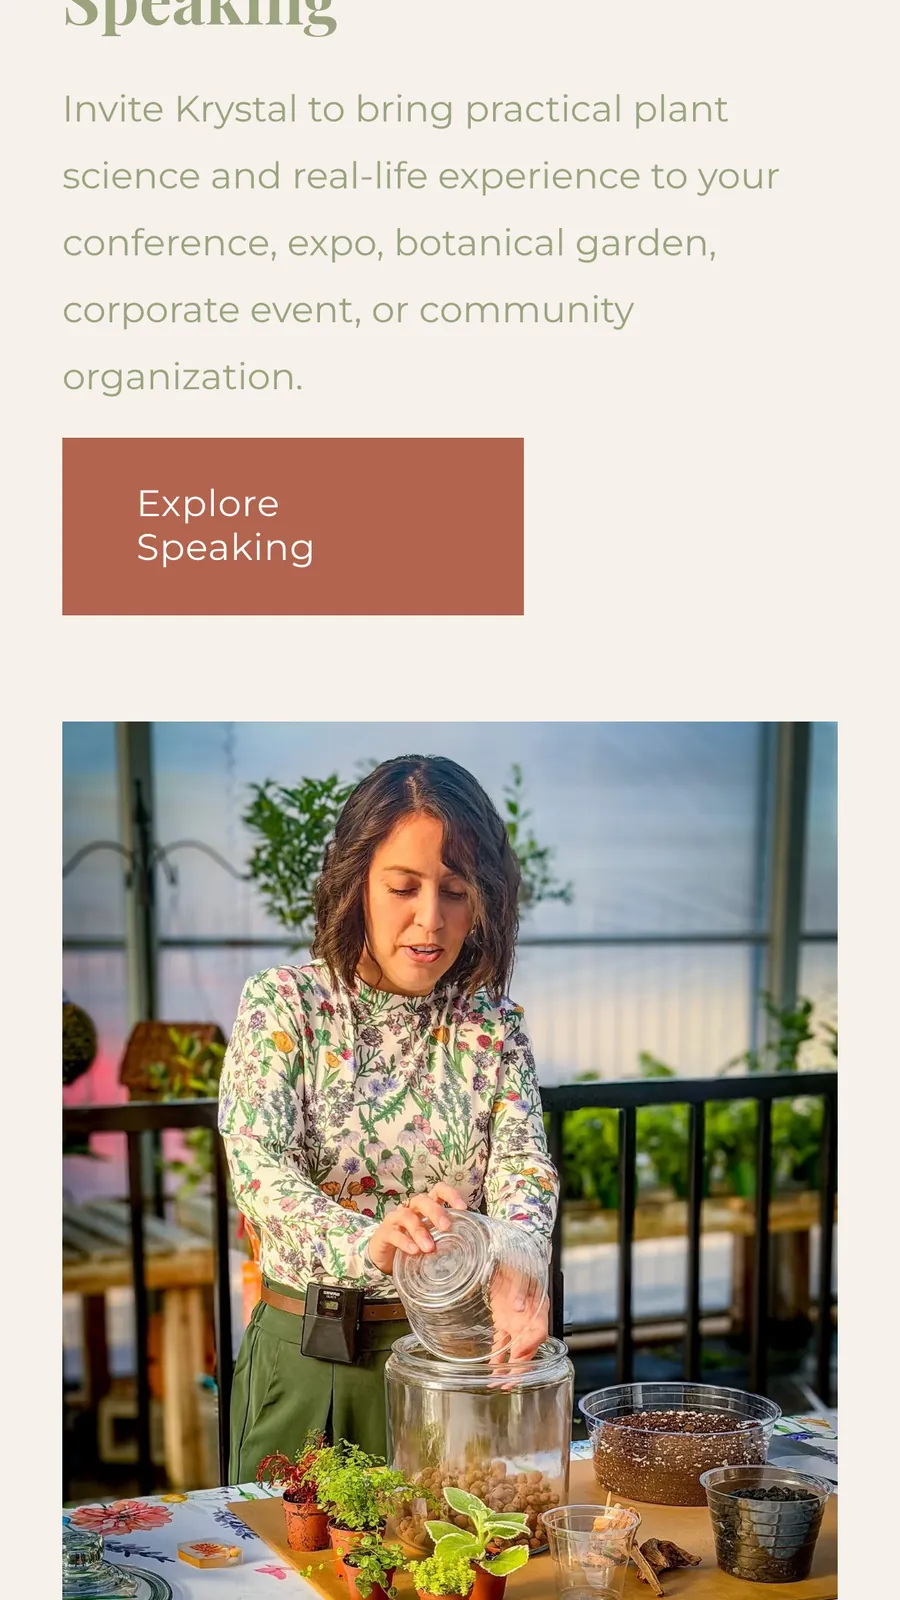 Speaking
Invite Krystal to bring practical plant
science and real-life experience to your
conference, expo, botanical garden,
corporate event, or community
organization.
Explore
Speaking